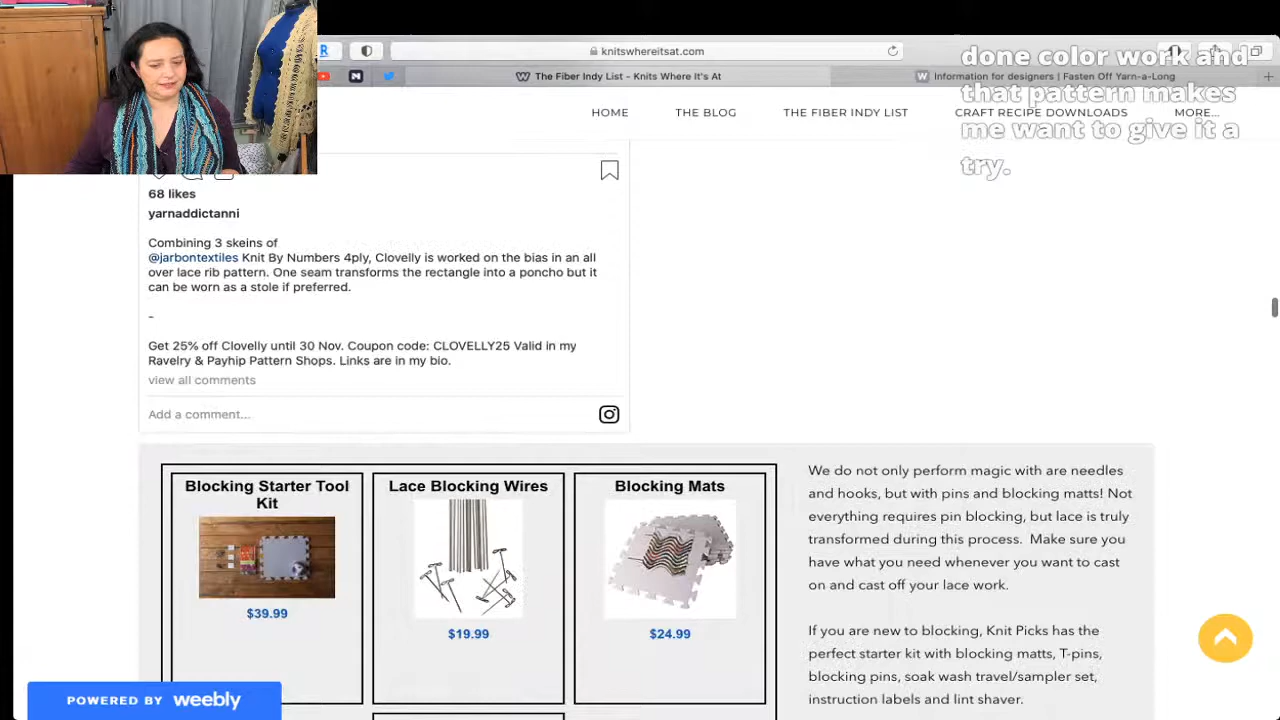 knitswhereitsat.com
The Fiber Indy List - Knits Where It's At
Information for designers | Fasten Off Yarn-a-Long
done color work and
that pattern makes
me want to give it a
try.
HOME
THE BLOG
THE FIBER INDY LIST
CRAFT RECIPE DOWNLOADS
MORE...
68 likes
yarnaddictanni
Combining 3 skeins of
@jarbontextiles Knit By Numbers 4ply, Clovelly is worked on the bias in an all
over lace rib pattern. One seam transforms the rectangle into a poncho but it
can be worn as a stole if preferred.
-
Get 25% off Clovelly until 30 Nov. Coupon code: CLOVELLY25 Valid in my
Ravelry & Payhip Pattern Shops. Links are in my bio.
view all comments
Add a comment...
Blocking Starter Tool
Kit
$39.99
Lace Blocking Wires
$19.99
Blocking Mats
$24.99
We do not only perform magic with are needles
and hooks, but with pins and blocking matts! Not
everything requires pin blocking, but lace is truly
transformed during this process. Make sure you
have what you need whenever you want to cast
on and cast off your lace work.
If you are new to blocking, Knit Picks has the
perfect starter kit with blocking matts, T-pins,
blocking pins, soak wash travel/sampler set,
instruction labels and lint shaver.
POWERED BY weebly